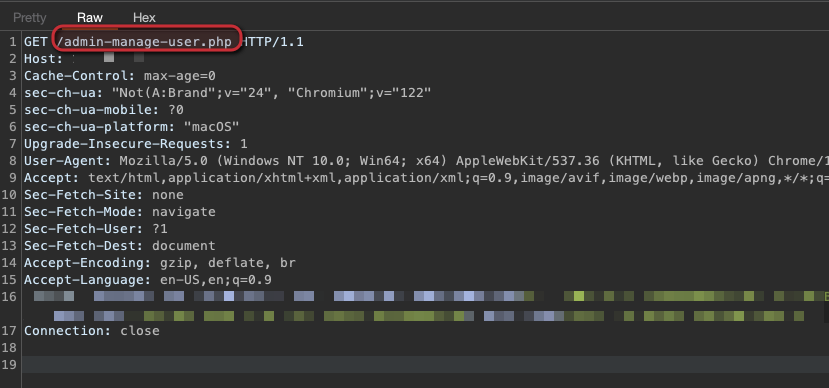 Pretty Raw Hex
1 GET /admin-manage-user.php HTTP/1.1
2 Host:
3 Cache-Control: max-age=0
4 sec-ch-ua: "Not(A:Brand";v="24", "Chromium";v="122"
5 sec-ch-ua-mobile: ?0
6 sec-ch-ua-platform: "macOS"
7 Upgrade-Insecure-Requests: 1
8 User-Agent: Mozilla/5.0 (Windows NT 10.0; Win64; x64) AppleWebKit/537.36 (KHTML, like Gecko) Chrome/1
9 Accept: text/html,application/xhtml+xml,application/xml;q=0.9,image/avif,image/webp,image/apng,*/*;q=
10 Sec-Fetch-Site: none
11 Sec-Fetch-Mode: navigate
12 Sec-Fetch-User: ?1
13 Sec-Fetch-Dest: document
14 Accept-Encoding: gzip, deflate, br
15 Accept-Language: en-US,en;q=0.9
16
17 Connection: close
18
19